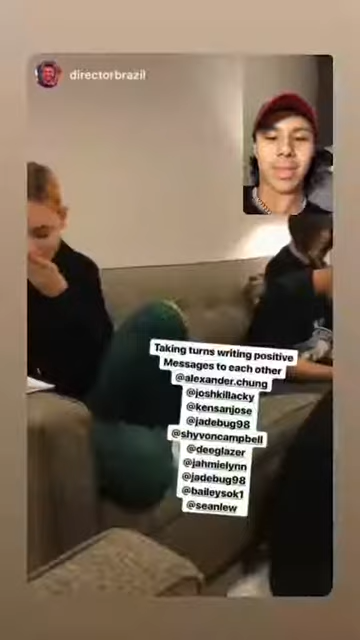 directorbrazil
Taking turns writing positive
Messages to each other
@alexander.chung
@joshkillacky
@kensanjose
@jadebug98
@shyvoncampbell
@deeglazer
@jahmielynn
@jadebug98
@baileysok1
@seanlew